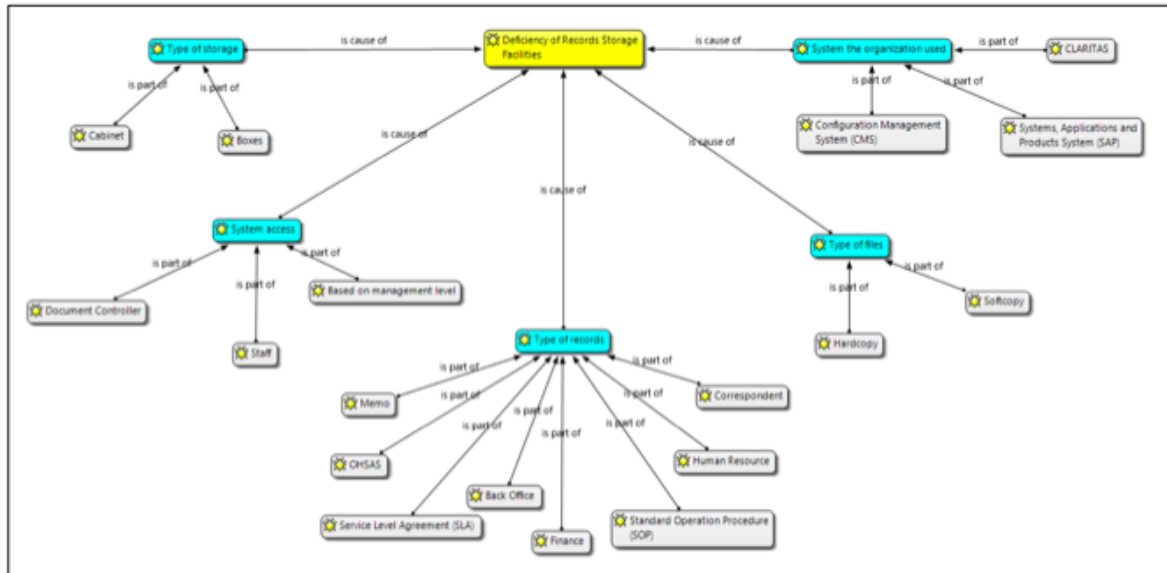 Type of storage
is cause of
Deficiency of Records Storage
Facilities
is cause of
System the organization used
is part of
CLARITAS
is part of
is part of
is part of
is part of
Cabinet
Boxes
Configuration Management
System (CMS)
Systems, Applications and
Products System (SAP)
is cause of
is cause of
is cause of
System access
Type of files
is part of
is part of
is part of
is part of
is part of
Document Controller
Based on management level
Staff
Softcopy
Hardcopy
Type of records
is part of
is part of
is part of
is part of
is part of
is part of
is part of
is part of
Memo
Correspondent
OHSAS
Human Resource
Back Office
Service Level Agreement (SLA)
Finance
Standard Operation Procedure
(SOP)